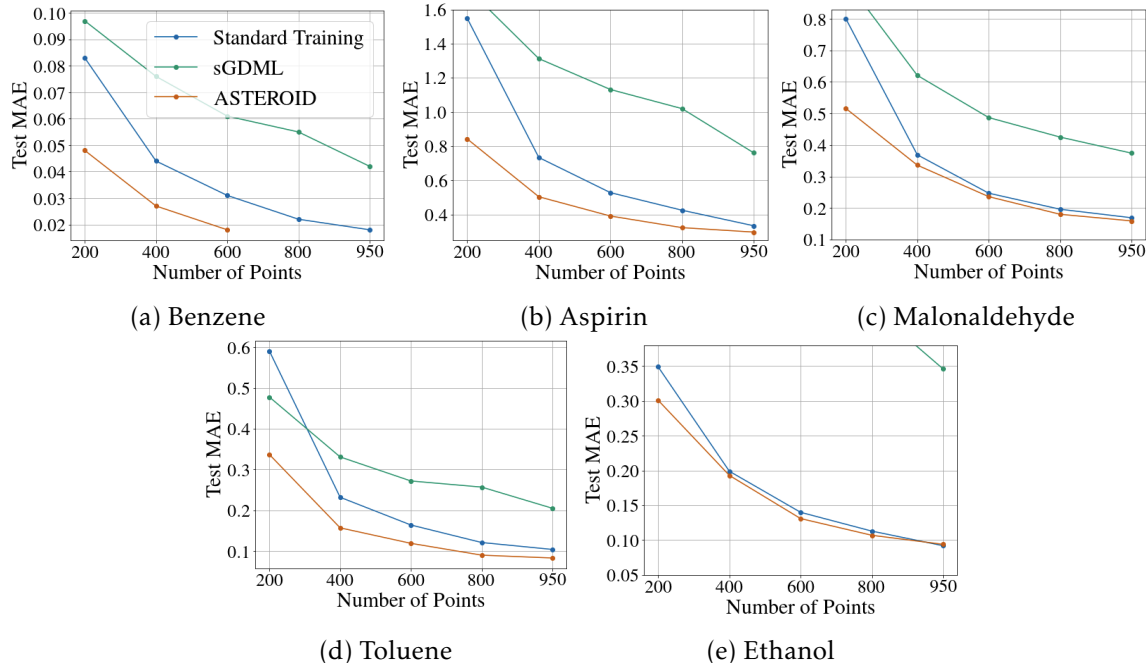 0.10
0.09
0.08
0.07
0.06
0.05
0.04
0.03
0.02
Test MAE
200 400 600 800 950
Number of Points
Standard Training
sGDML
ASTEROID
(a) Benzene
1.6
1.4
1.2
1.0
0.8
0.6
0.4
Test MAE
200 400 600 800 950
Number of Points
(b) Aspirin
0.8
0.7
0.6
0.5
0.4
0.3
0.2
0.1
Test MAE
200 400 600 800 950
Number of Points
(c) Malonaldehyde
0.6
0.5
0.4
0.3
0.2
0.1
Test MAE
200 400 600 800 950
Number of Points
(d) Toluene
0.35
0.30
0.25
0.20
0.15
0.10
0.05
Test MAE
200 400 600 800 950
Number of Points
(e) Ethanol